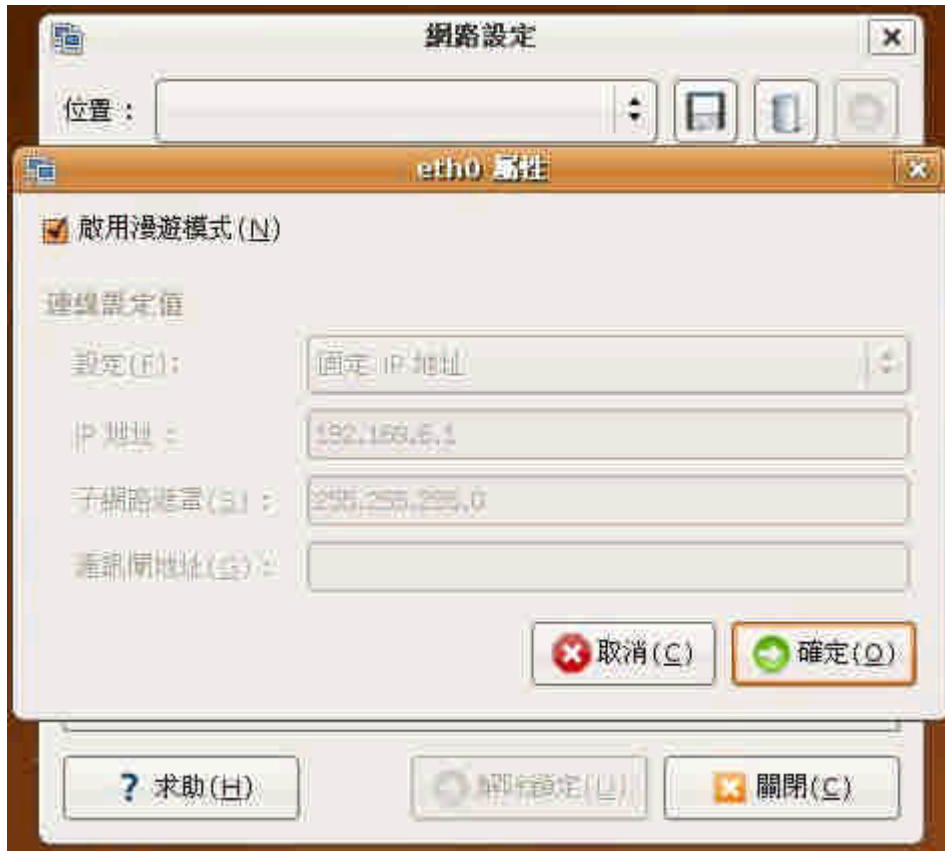 網路設定
位置：
eth0 屬性
啟用漫遊模式(N)
連線設定值
設定(F)：
固定 IP 地址
IP 地址：
192.168.6.1
子網路遮罩(S)：
255.255.255.0
通訊閘地址(G)：
取消(C)
確定(O)
求助(H)
解除鎖定(U)
關閉(C)